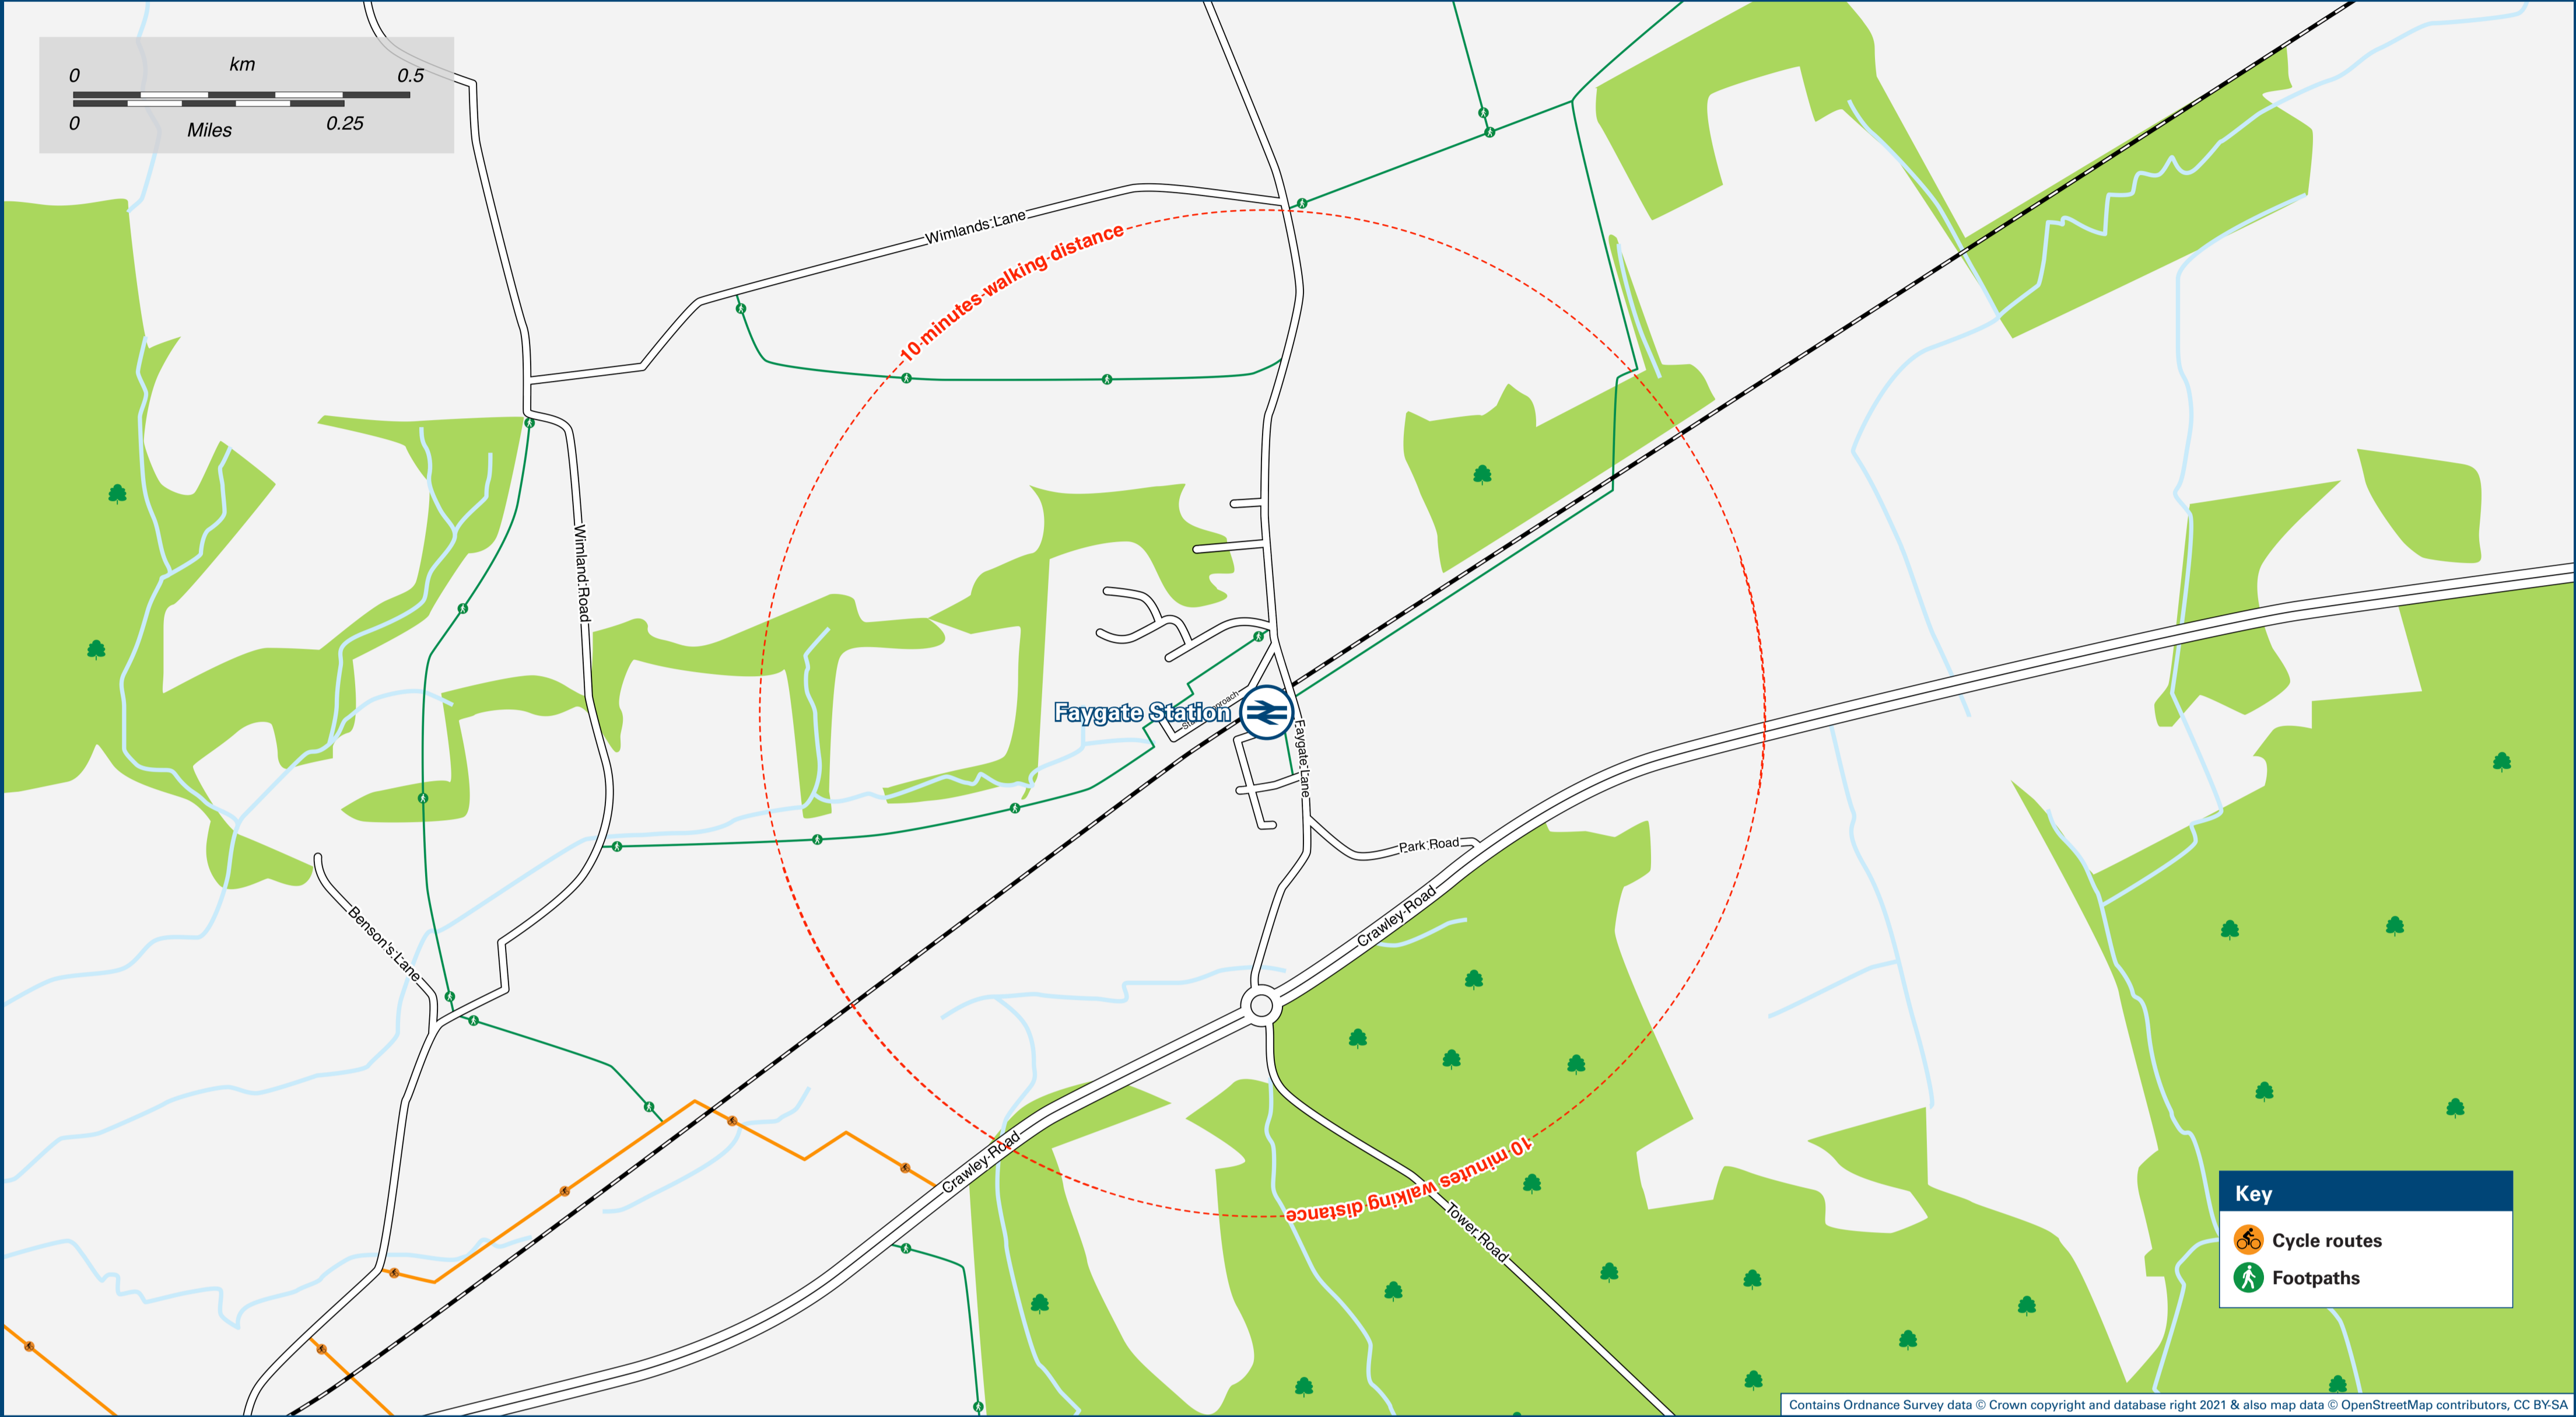 km
0 0.5
0 Miles 0.25
Wimlands Lane
10 minutes walking distance
Wimland Road
Station Approach
Faygate Station
Faygate Lane
Park Road
Crawley Road
Benson's Lane
Crawley Road
10 minutes walking distance
Tower Road
Key
Cycle routes
Footpaths
Contains Ordnance Survey data © Crown copyright and database right 2021 & also map data © OpenStreetMap contributors, CC BY-SA